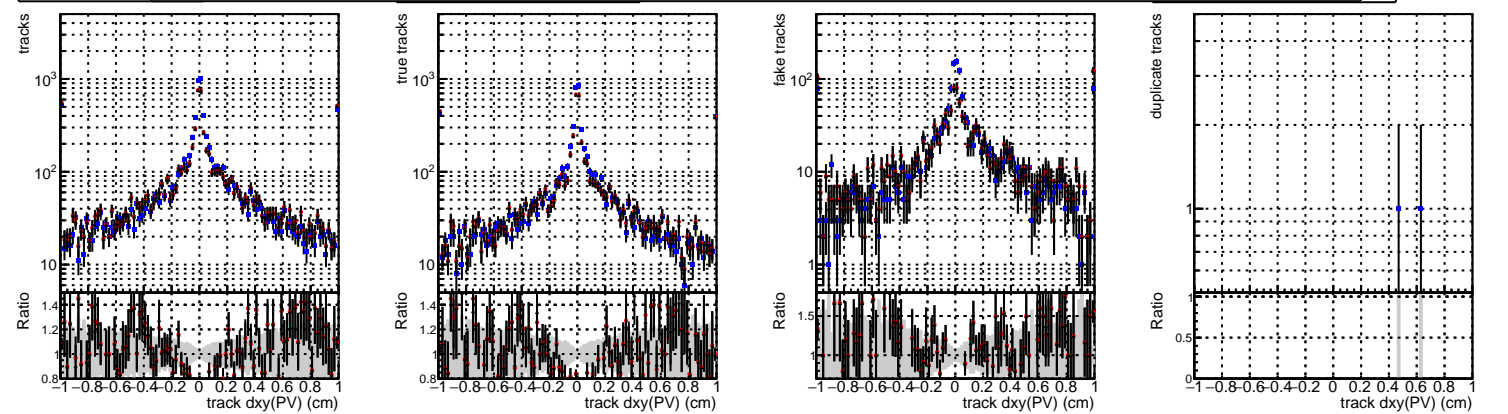 tracks
10³
10²
10
Ratio
1.4
1.2
1
0.8
−1 −0.8−0.6−0.4−0.2 0 0.2 0.4 0.6 0.8 1
track dxy(PV) (cm)
true tracks
10³
10²
10
Ratio
1.4
1.2
1
0.8
−1 −0.8−0.6−0.4−0.2 0 0.2 0.4 0.6 0.8 1
track dxy(PV) (cm)
fake tracks
10²
10
1
Ratio
1.5
1
−1 −0.8−0.6−0.4−0.2 0 0.2 0.4 0.6 0.8 1
track dxy(PV) (cm)
duplicate tracks
1
Ratio
1
0.5
0
−1 −0.8−0.6−0.4−0.2 0 0.2 0.4 0.6 0.8 1
track dxy(PV) (cm)